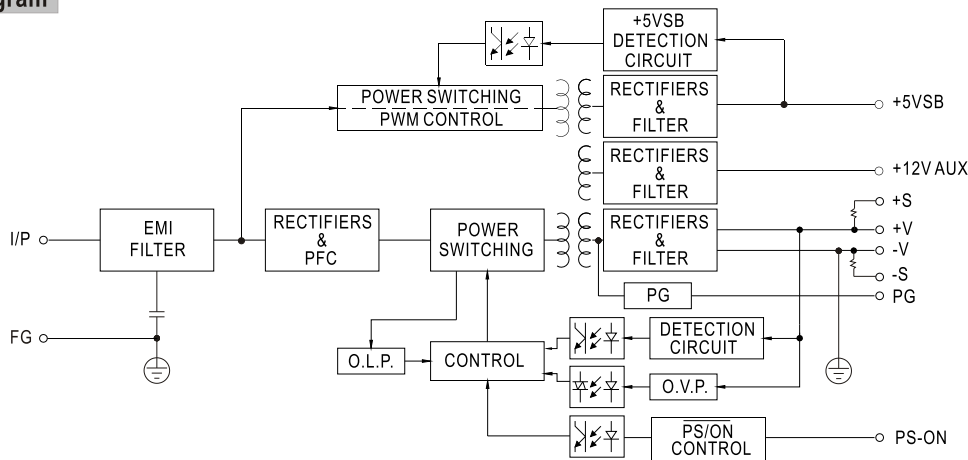 gram
+5VSB
DETECTION
CIRCUIT
POWER SWITCHING
PWM CONTROL
RECTIFIERS
&
FILTER
+5VSB
RECTIFIERS
&
FILTER
+12V AUX
I/P
EMI
FILTER
RECTIFIERS
&
PFC
POWER
SWITCHING
RECTIFIERS
&
FILTER
+S
+V
-V
-S
PG
PG
FG
O.L.P.
CONTROL
DETECTION
CIRCUIT
O.V.P.
PS/ON
CONTROL
PS-ON